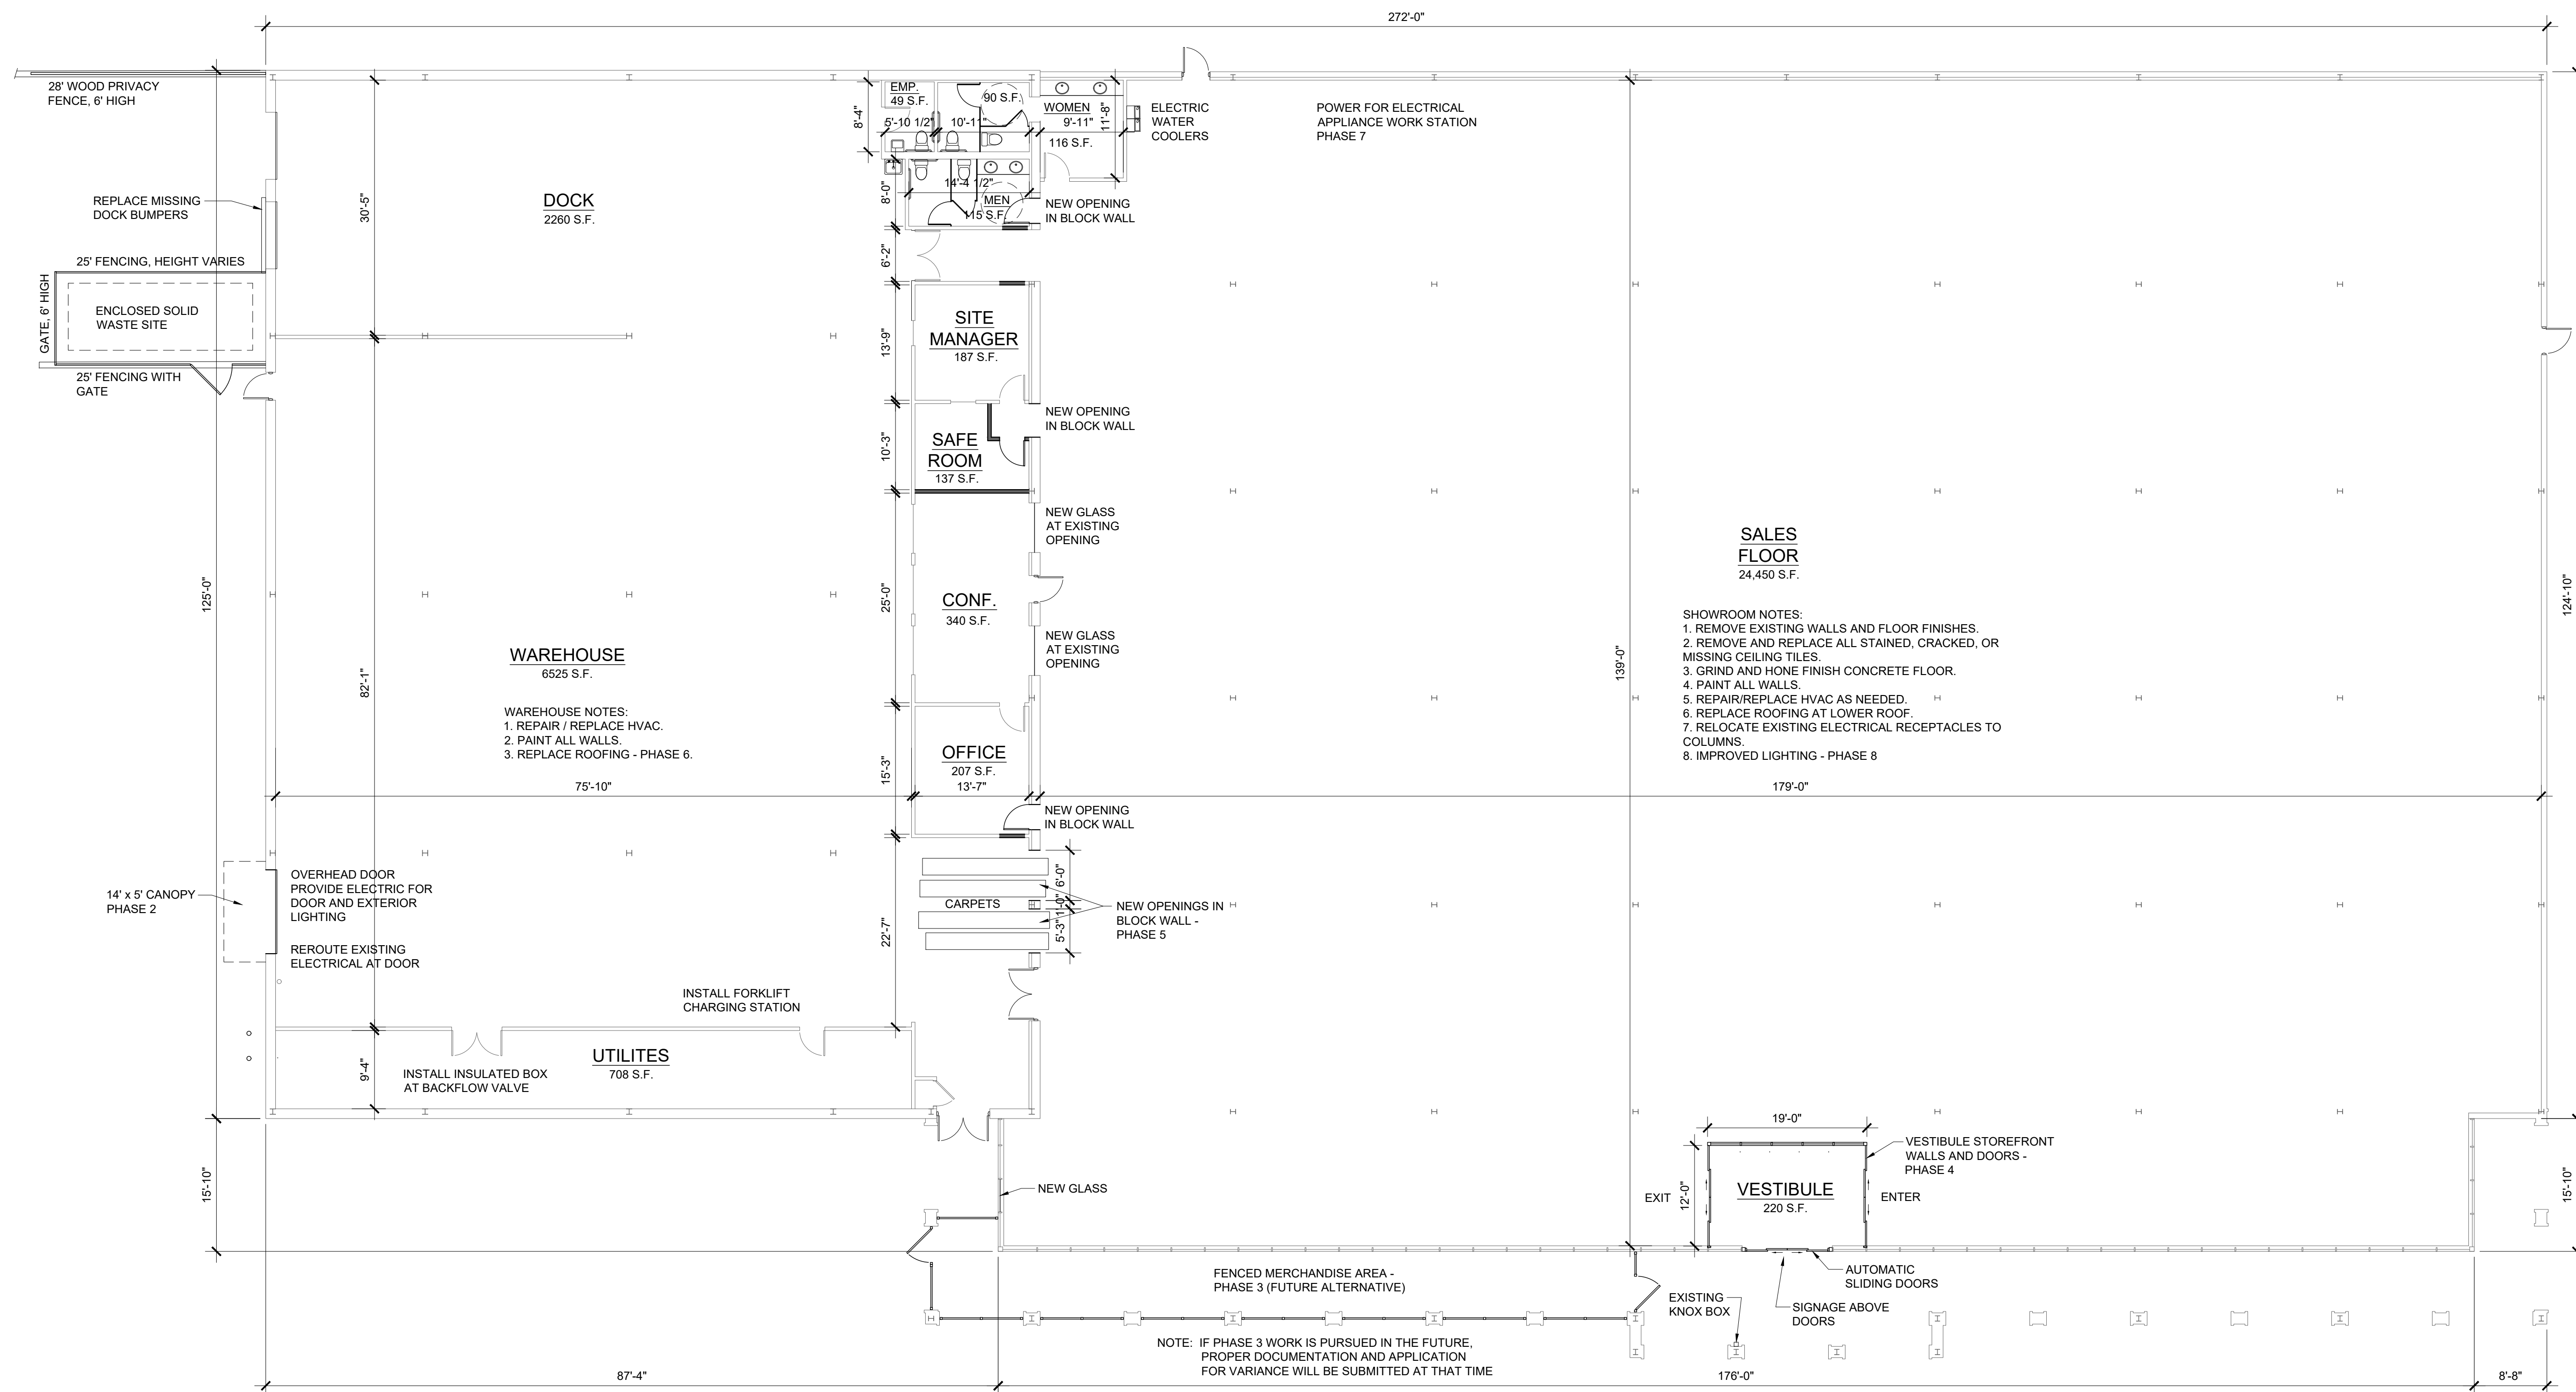 272'-0"
28' WOOD PRIVACY
FENCE, 6' HIGH
EMP.
49 S.F.
90 S.F.
WOMEN
5'-10 1/2"
10'-11"
9'-11"
116 S.F.
8'-4"
11'-8"
ELECTRIC
WATER
COOLERS
POWER FOR ELECTRICAL
APPLIANCE WORK STATION
PHASE 7
REPLACE MISSING
DOCK BUMPERS
30'-5"
DOCK
2260 S.F.
8'-0"
14'-4 1/2"
MEN
115 S.F.
NEW OPENING
IN BLOCK WALL
6'-2"
25' FENCING, HEIGHT VARIES
GATE, 6' HIGH
ENCLOSED SOLID
WASTE SITE
25' FENCING WITH
GATE
13'-9"
SITE
MANAGER
187 S.F.
NEW OPENING
IN BLOCK WALL
10'-3"
SAFE
ROOM
137 S.F.
NEW GLASS
AT EXISTING
OPENING
125'-0"
25'-0"
CONF.
340 S.F.
NEW GLASS
AT EXISTING
OPENING
SALES
FLOOR
24,450 S.F.
124'-10"
139'-0"
SHOWROOM NOTES:
1. REMOVE EXISTING WALLS AND FLOOR FINISHES.
2. REMOVE AND REPLACE ALL STAINED, CRACKED, OR
MISSING CEILING TILES.
3. GRIND AND HONE FINISH CONCRETE FLOOR.
4. PAINT ALL WALLS.
5. REPAIR/REPLACE HVAC AS NEEDED.
6. REPLACE ROOFING AT LOWER ROOF.
7. RELOCATE EXISTING ELECTRICAL RECEPTACLES TO
COLUMNS.
8. IMPROVED LIGHTING - PHASE 8
82'-1"
WAREHOUSE
6525 S.F.
WAREHOUSE NOTES:
1. REPAIR / REPLACE HVAC.
2. PAINT ALL WALLS.
3. REPLACE ROOFING - PHASE 6.
15'-3"
OFFICE
207 S.F.
75'-10"
13'-7"
179'-0"
NEW OPENING
IN BLOCK WALL
14' x 5' CANOPY
PHASE 2
OVERHEAD DOOR
PROVIDE ELECTRIC FOR
DOOR AND EXTERIOR
LIGHTING
REROUTE EXISTING
ELECTRICAL AT DOOR
22'-7"
CARPETS
6'-0"
1'-0"
5'-3"
NEW OPENINGS IN
BLOCK WALL -
PHASE 5
INSTALL FORKLIFT
CHARGING STATION
9'-4"
UTILITES
708 S.F.
INSTALL INSULATED BOX
AT BACKFLOW VALVE
15'-10"
NEW GLASS
19'-0"
12'-0"
EXIT
VESTIBULE
220 S.F.
ENTER
VESTIBULE STOREFRONT
WALLS AND DOORS -
PHASE 4
15'-10"
FENCED MERCHANDISE AREA -
PHASE 3 (FUTURE ALTERNATIVE)
AUTOMATIC
SLIDING DOORS
EXISTING
KNOX BOX
SIGNAGE ABOVE
DOORS
NOTE: IF PHASE 3 WORK IS PURSUED IN THE FUTURE,
PROPER DOCUMENTATION AND APPLICATION
FOR VARIANCE WILL BE SUBMITTED AT THAT TIME
87'-4"
176'-0"
8'-8"